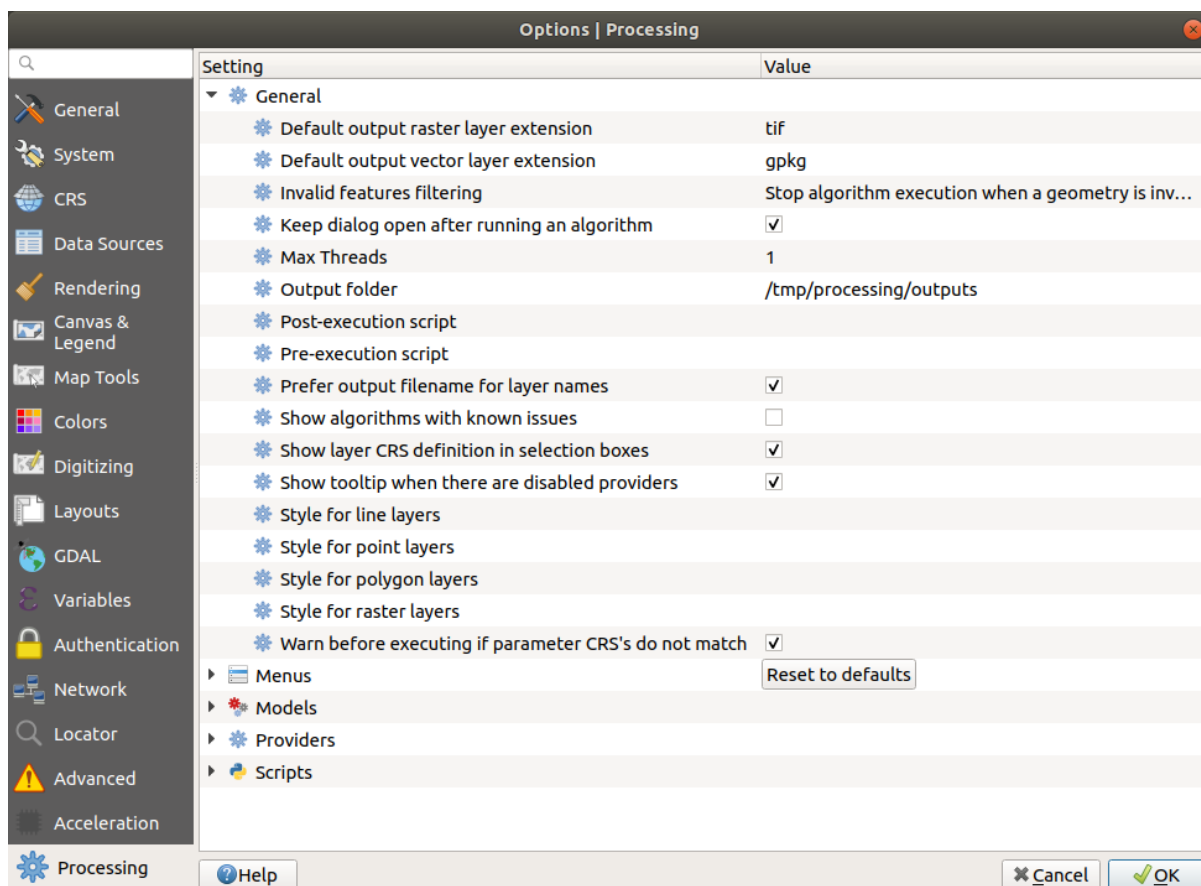 Options | Processing
Setting Value
General
General
Default output raster layer extension tif
System
Default output vector layer extension gpkg
CRS
Invalid features filtering Stop algorithm execution when a geometry is inv...
Keep dialog open after running an algorithm
Data Sources
Max Threads 1
Rendering
Output folder /tmp/processing/outputs
Canvas &
Legend
Post-execution script
Pre-execution script
Map Tools
Prefer output filename for layer names
Colors
Show algorithms with known issues
Show layer CRS definition in selection boxes
Digitizing
Show tooltip when there are disabled providers
Layouts
Style for line layers
Style for point layers
GDAL
Style for polygon layers
Variables
Style for raster layers
Authentication
Warn before executing if parameter CRS's do not match
Menus Reset to defaults
Network
Models
Locator
Providers
Advanced
Scripts
Acceleration
Processing
Help Cancel OK